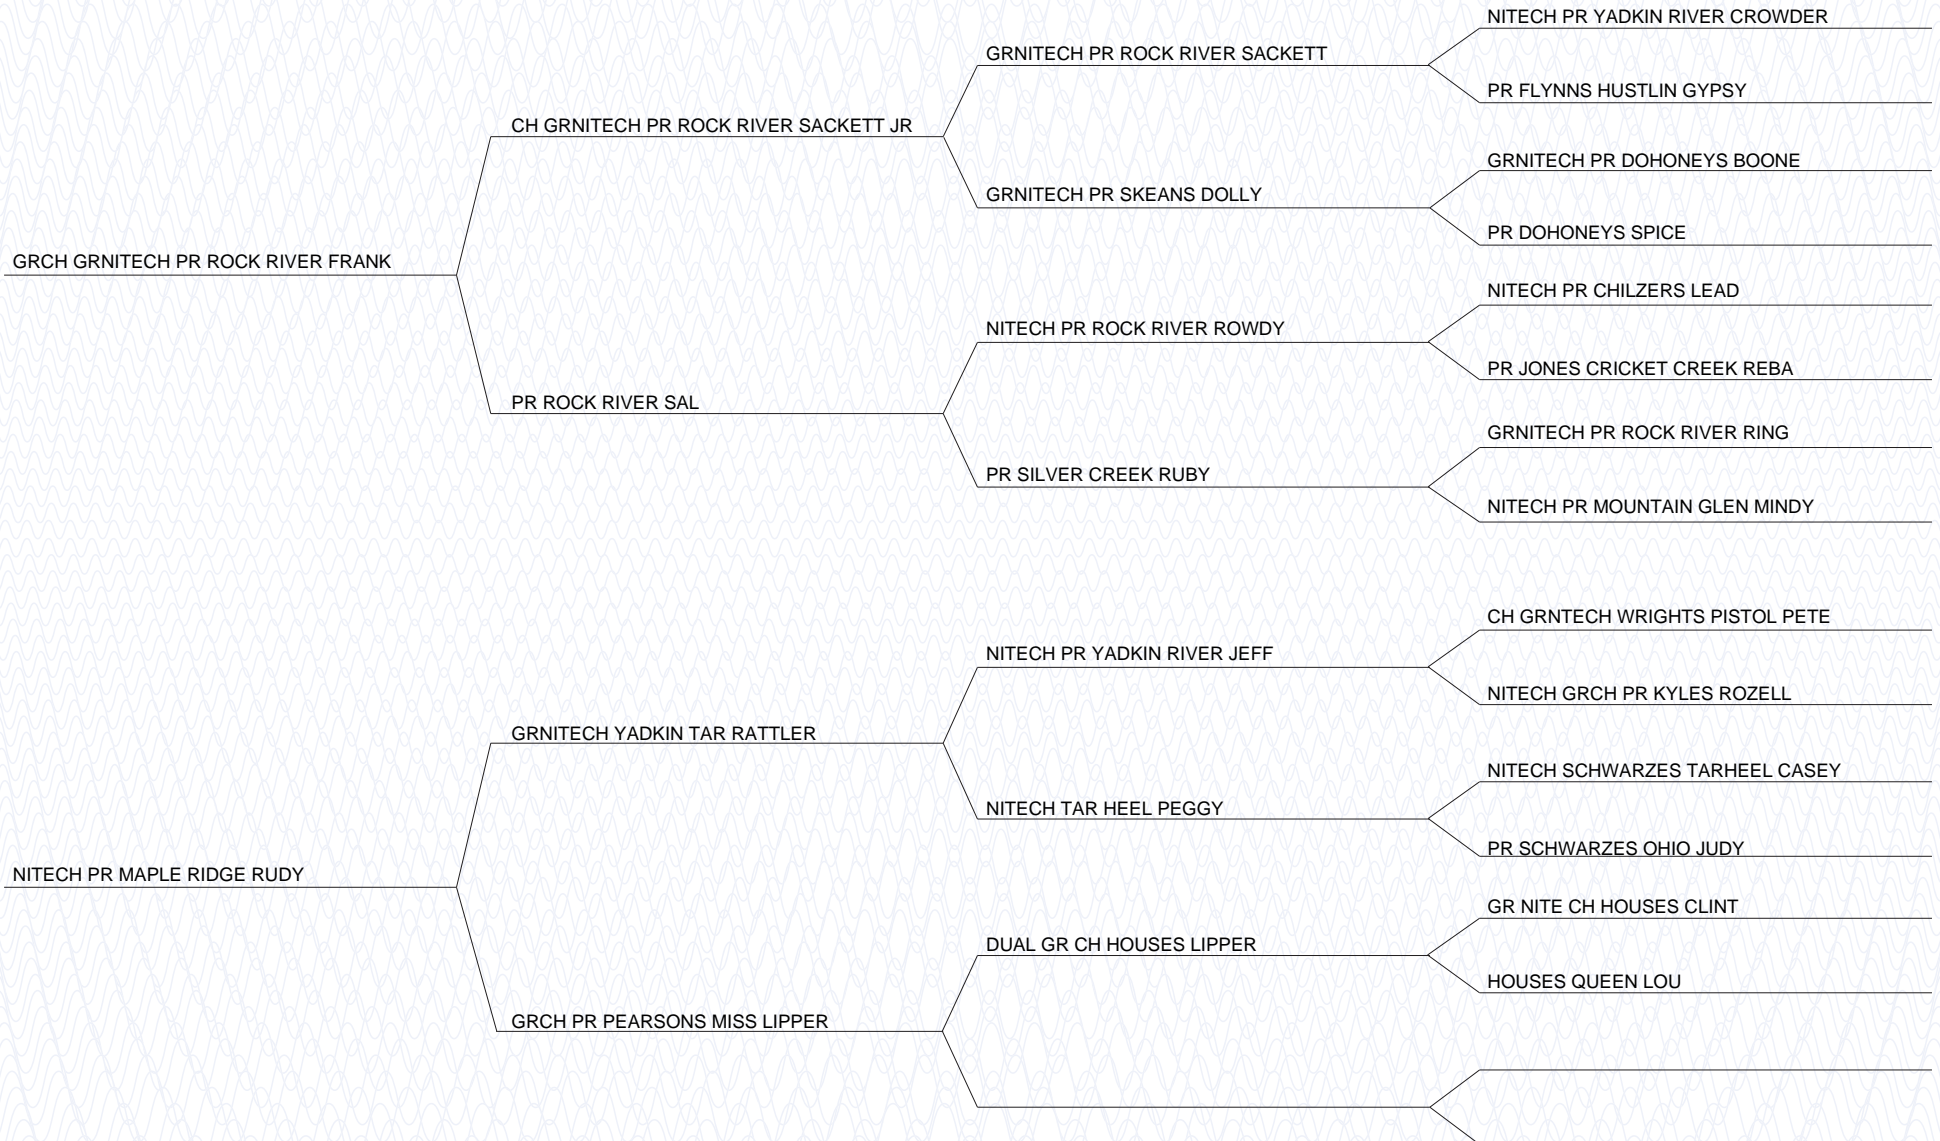 NITECH PR YADKIN RIVER CROWDER
GRNITECH PR ROCK RIVER SACKETT
PR FLYNNS HUSTLIN GYPSY
CH GRNITECH PR ROCK RIVER SACKETT JR
GRNITECH PR DOHONEYS BOONE
GRNITECH PR SKEANS DOLLY
PR DOHONEYS SPICE
GRCH GRNITECH PR ROCK RIVER FRANK
NITECH PR CHILZERS LEAD
NITECH PR ROCK RIVER ROWDY
PR JONES CRICKET CREEK REBA
PR ROCK RIVER SAL
GRNITECH PR ROCK RIVER RING
PR SILVER CREEK RUBY
NITECH PR MOUNTAIN GLEN MINDY
CH GRNTECH WRIGHTS PISTOL PETE
NITECH PR YADKIN RIVER JEFF
NITECH GRCH PR KYLES ROZELL
GRNITECH YADKIN TAR RATTLER
NITECH SCHWARZES TARHEEL CASEY
NITECH TAR HEEL PEGGY
PR SCHWARZES OHIO JUDY
NITECH PR MAPLE RIDGE RUDY
GR NITE CH HOUSES CLINT
DUAL GR CH HOUSES LIPPER
HOUSES QUEEN LOU
GRCH PR PEARSONS MISS LIPPER